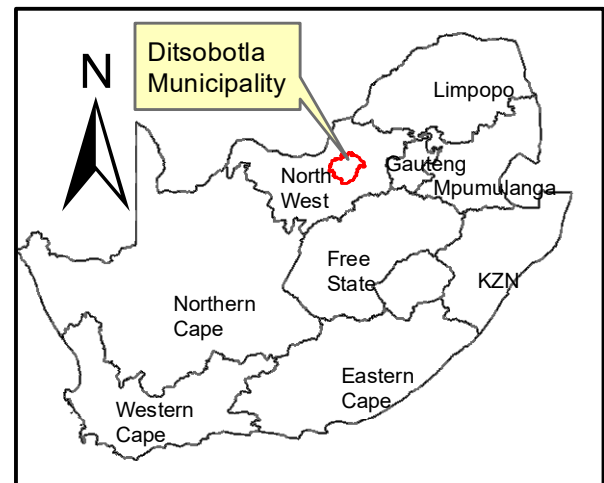 Ditsobotla
Municipality
N
Limpopo
Gauteng
Mpumulanga
North
West
Free
State
KZN
Northern
Cape
Eastern
Cape
Western
Cape